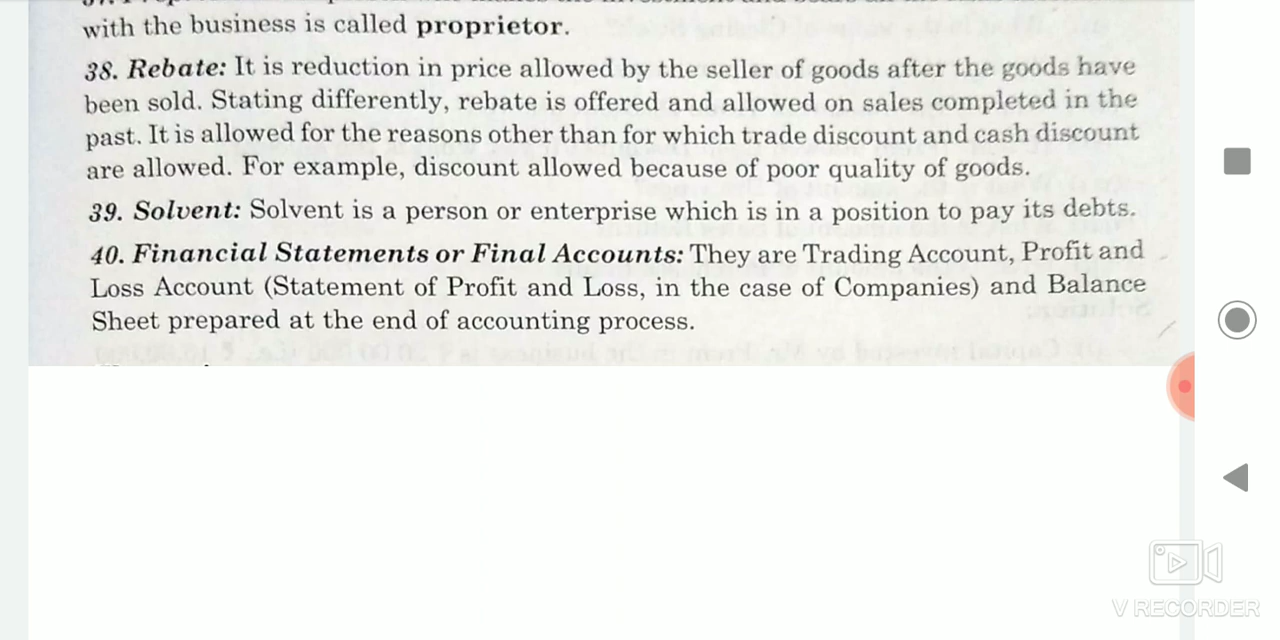 with the business is called proprietor.
38. Rebate: It is reduction in price allowed by the seller of goods after the goods have
been sold. Stating differently, rebate is offered and allowed on sales completed in the
past. It is allowed for the reasons other than for which trade discount and cash discount
are allowed. For example, discount allowed because of poor quality of goods.
39. Solvent: Solvent is a person or enterprise which is in a position to pay its debts.
40. Financial Statements or Final Accounts: They are Trading Account, Profit and
Loss Account (Statement of Profit and Loss, in the case of Companies) and Balance
Sheet prepared at the end of accounting process.
V RECORDER